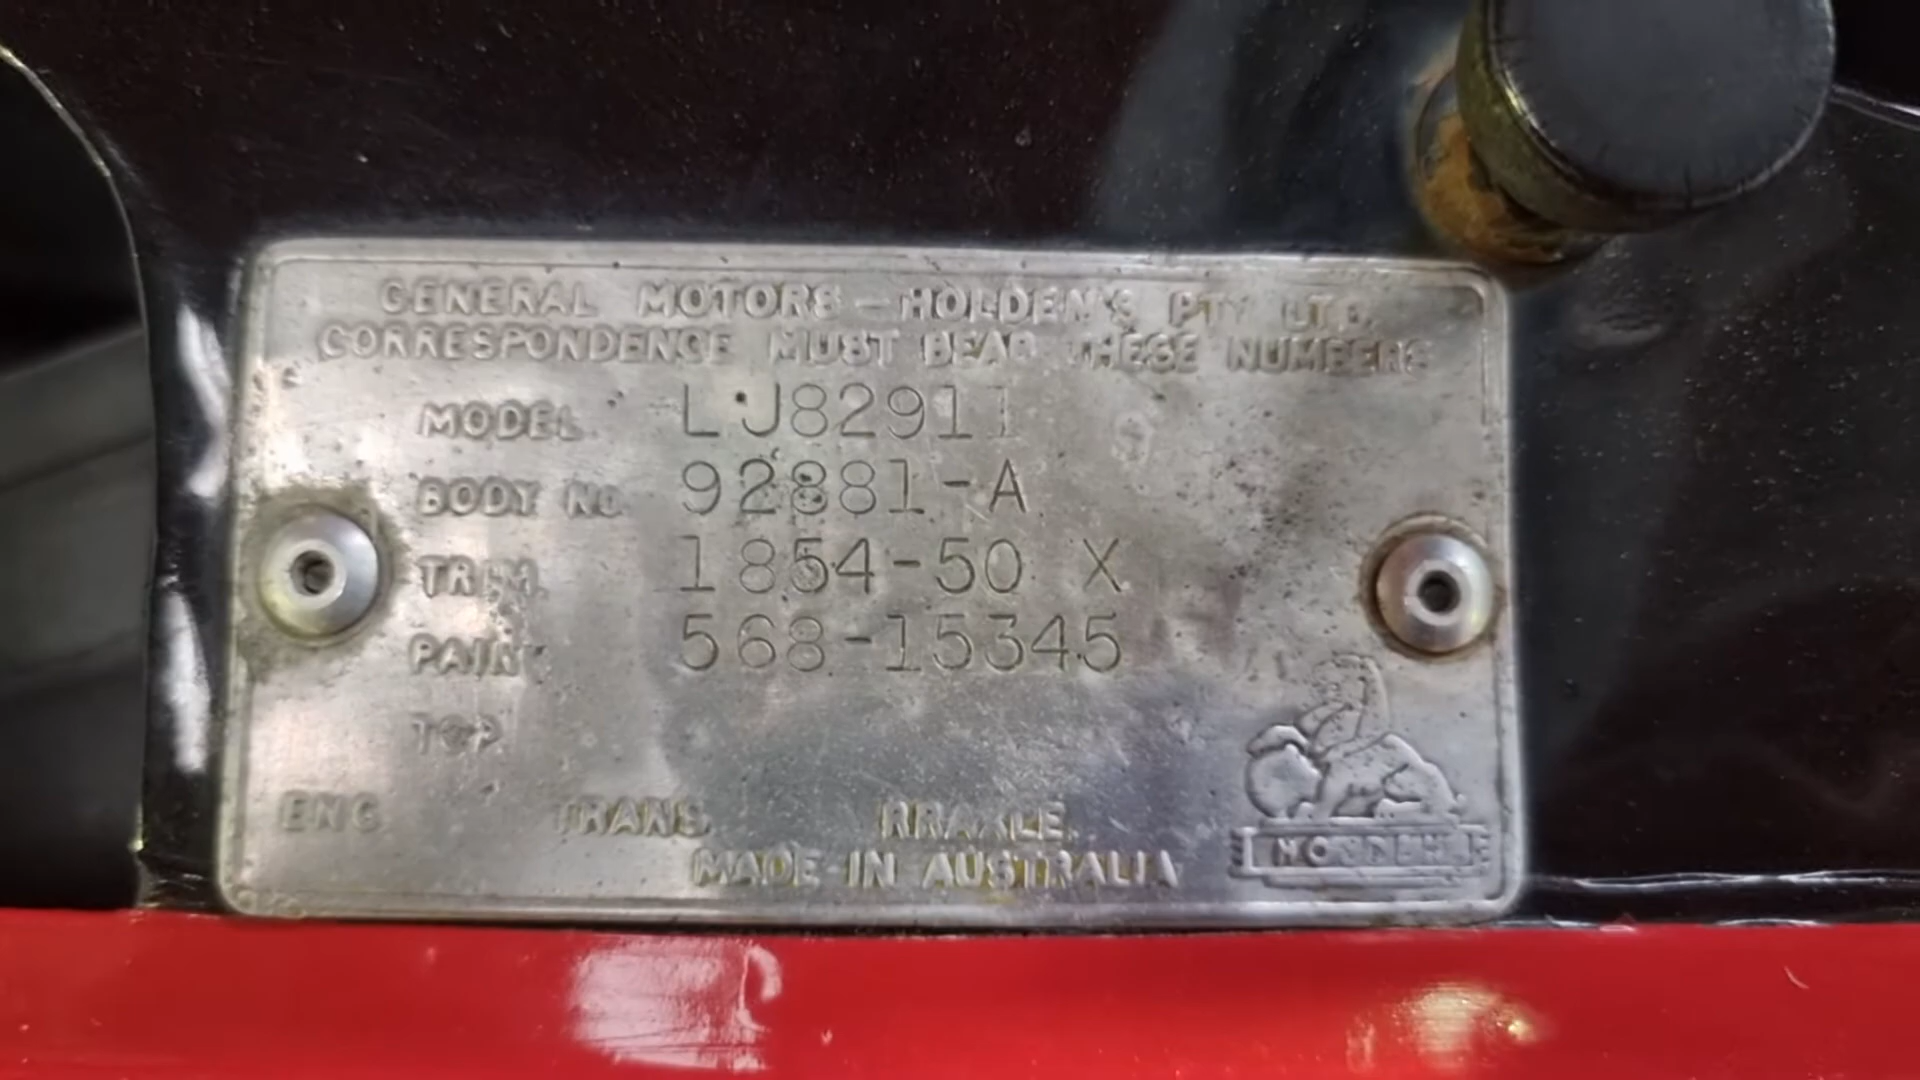 GENERAL MOTORS - HOLDEN'S PTY LTD.
CORRESPONDENCE MUST BEAR THESE NUMBERS
MODEL LJ82911
BODY NO. 92881-A
TRIM. 1854-50 X
PAINT 568-15345
TOP.
ENG TRANS. RRAXLE.
MADE-IN AUSTRALIA
HOLDEN